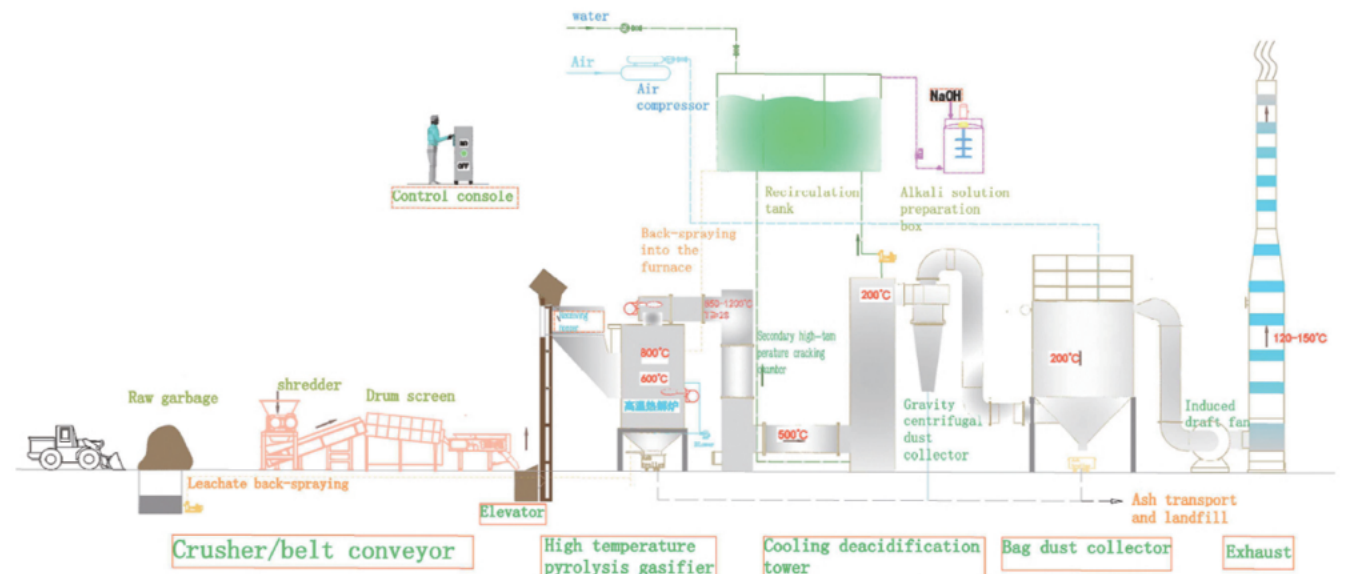 water
Air
Air
compressor
NaOH
Control console
Recirculation
tank
Alkali solution
preparation
box
Back-spraying
into the
furnace
200℃
800℃
600℃
高温热解炉
Secondary high-tem
perature cracking
500℃
200℃
120-150℃
shredder
Drum screen
Raw garbage
Gravity
centrifugal
dust
collector
Induced
draft fan
Leachate back-spraying
Elevator
Ash transport
and landfill
Crusher/belt conveyor
High temperature
pyrolysis gasifier
Cooling deacidification
tower
Bag dust collector
Exhaust